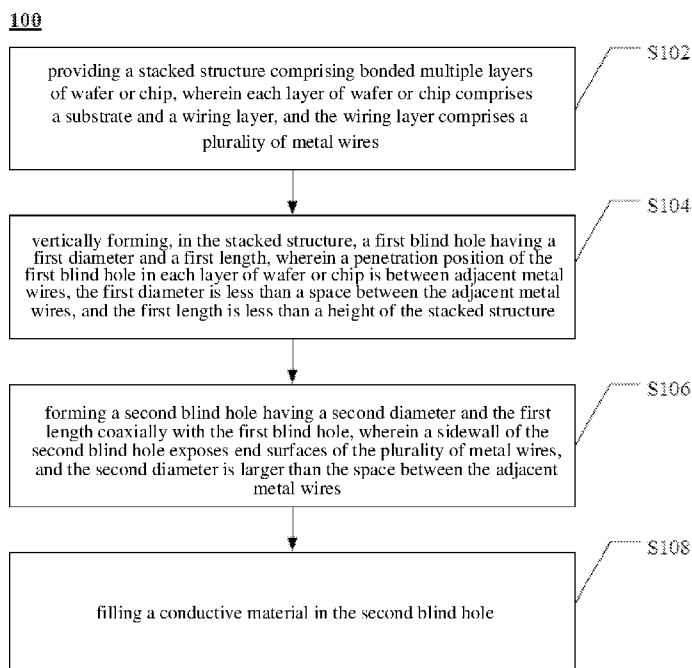 100
providing a stacked structure comprising bonded multiple layers
of wafer or chip, wherein each layer of wafer or chip comprises
a substrate and a wiring layer, and the wiring layer comprises a
plurality of metal wires
S102
vertically forming, in the stacked structure, a first blind hole having a
first diameter and a first length, wherein a penetration position of the
first blind hole in each layer of wafer or chip is between adjacent metal
wires, the first diameter is less than a space between the adjacent metal
wires, and the first length is less than a height of the stacked structure
S104
forming a second blind hole having a second diameter and the first
length coaxially with the first blind hole, wherein a sidewall of the
second blind hole exposes end surfaces of the plurality of metal wires,
and the second diameter is larger than the space between the adjacent
metal wires
S106
filling a conductive material in the second blind hole
S108